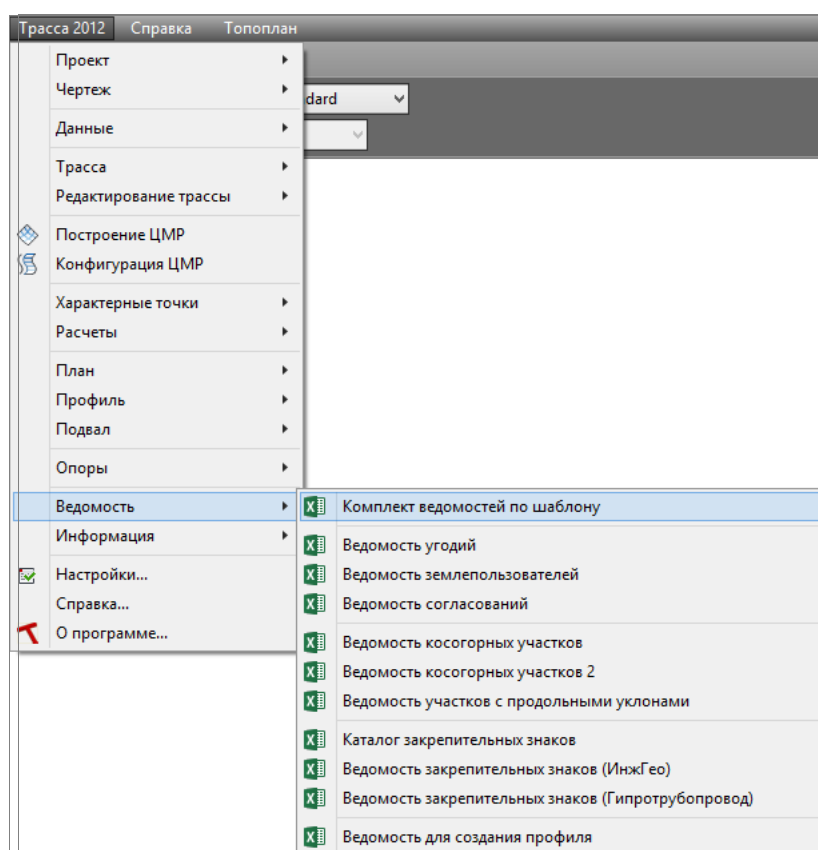 Трасса 2012 Справка Топоплан
Проект
Чертеж
dard
Данные
Трасса
Редактирование трассы
Построение ЦМР
Конфигурация ЦМР
Характерные точки
Расчеты
План
Профиль
Подвал
Опоры
Ведомость
Информация
Настройки...
Справка...
О программе...
Комплект ведомостей по шаблону
Ведомость угодий
Ведомость землепользователей
Ведомость согласований
Ведомость косогорных участков
Ведомость косогорных участков 2
Ведомость участков с продольными уклонами
Каталог закрепительных знаков
Ведомость закрепительных знаков (ИнжГео)
Ведомость закрепительных знаков (Гипротрубопровод)
Ведомость для создания профиля